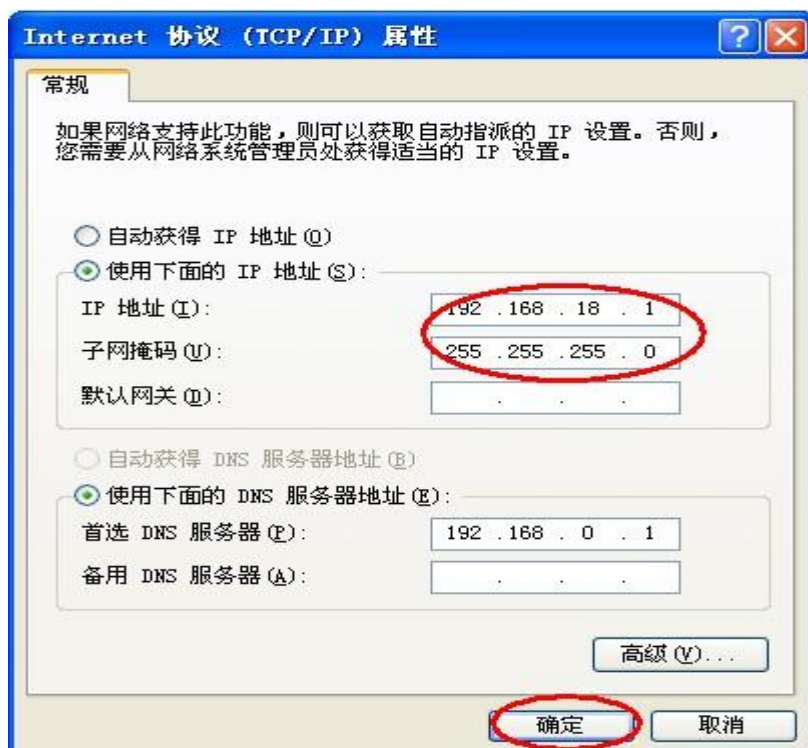 Internet 协议 (TCP/IP) 属性
常规
如果网络支持此功能，则可以获取自动指派的 IP 设置。否则，
您需要从网络系统管理员处获得适当的 IP 设置。
自动获得 IP 地址(O)
使用下面的 IP 地址(S):
IP 地址(I): 192 .168 . 18 . 1
子网掩码(U): 255 .255 .255 . 0
默认网关(D): . . .
自动获得 DNS 服务器地址(B)
使用下面的 DNS 服务器地址(E):
首选 DNS 服务器(P): 192 .168 . 0 . 1
备用 DNS 服务器(A): . . .
高级(V)...
确定 取消